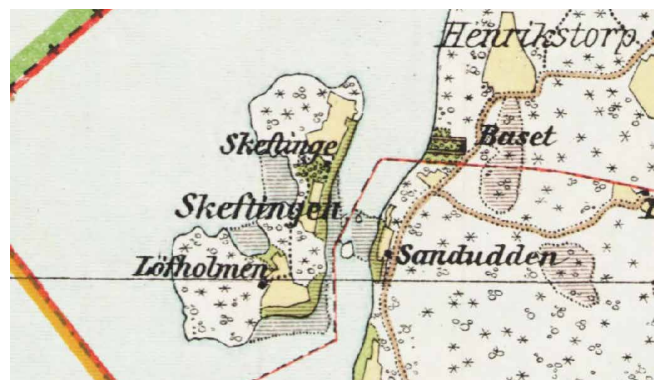 Henrikstorp
Skeftinge
Baset
Skeftingen
Löfholmen
Sandudden